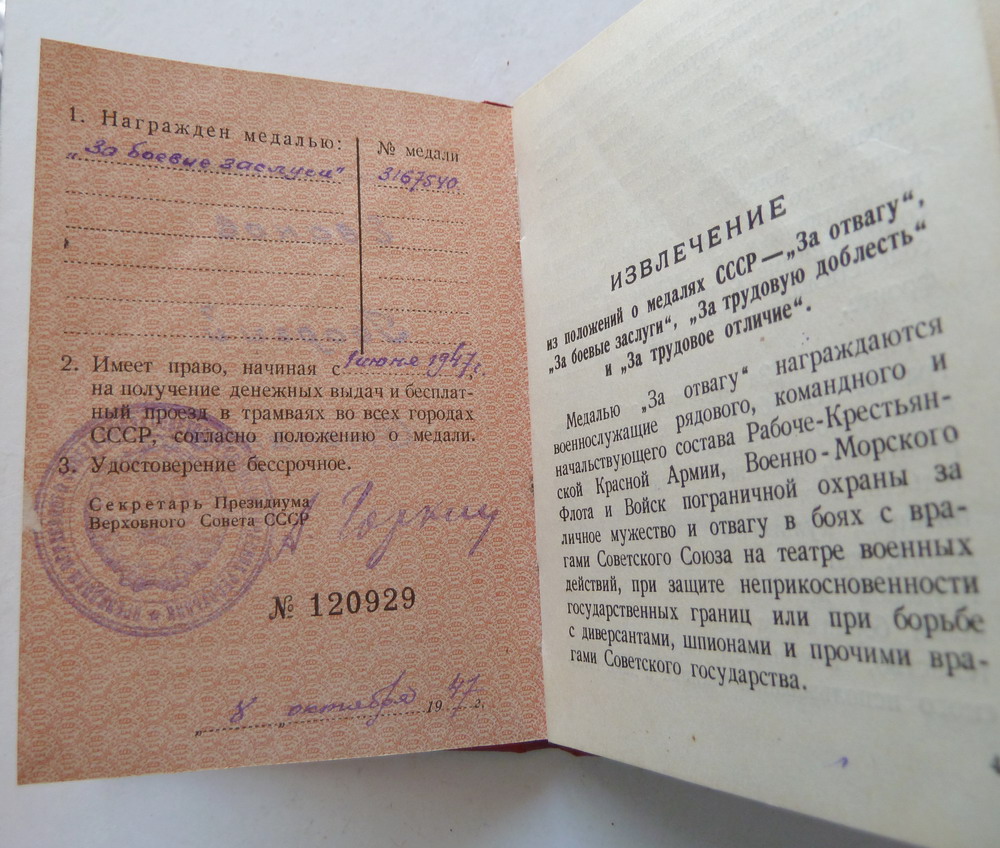 1. Награжден медалью:
№ медали
„За боевые заслуги"
3167540
2. Имеет право, начиная с 1 июня 1947 г.,
на получение денежных выдач и бесплат-
ный проезд в трамваях во всех городах
СССР, согласно положению о медали.
3. Удостоверение бессрочное.
Секретарь Президиума
Верховного Совета СССР
А Горкин
№ 120929
„ 8 октября 1947 г.
ИЗВЛЕЧЕНИЕ
из положений о медалях СССР — „За отвагу“,
„За боевые заслуги“, „За трудовую доблесть“
и „За трудовое отличие“.
Медалью „За отвагу“ награждаются
военнослужащие рядового, командного и
начальствующего состава Рабоче-Крестьян-
ской Красной Армии, Военно-Морского
Флота и Войск пограничной охраны за
личное мужество и отвагу в боях с вра-
гами Советского Союза на театре военных
действий, при защите неприкосновенности
государственных границ или при борьбе
с диверсантами, шпионами и прочими вра-
гами Советского государства.